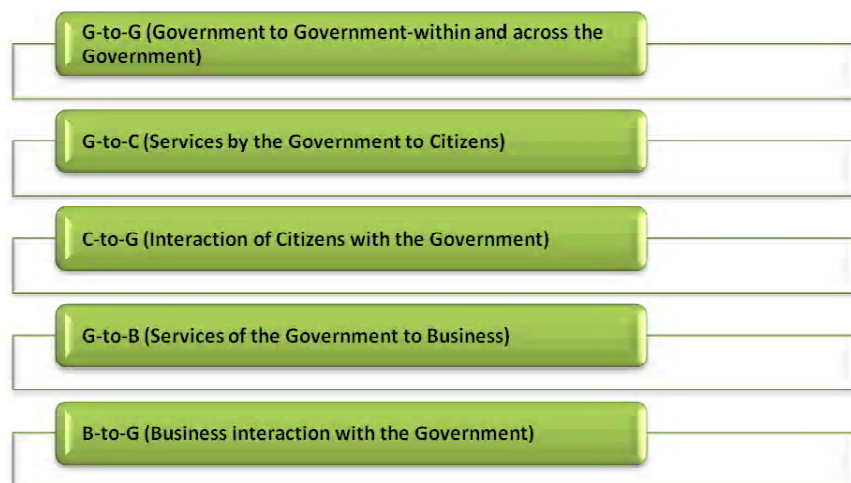 G-to-G (Government to Government-within and across the
Government)
G-to-C (Services by the Government to Citizens)
C-to-G (Interaction of Citizens with the Government)
G-to-B (Services of the Government to Business)
B-to-G (Business interaction with the Government)